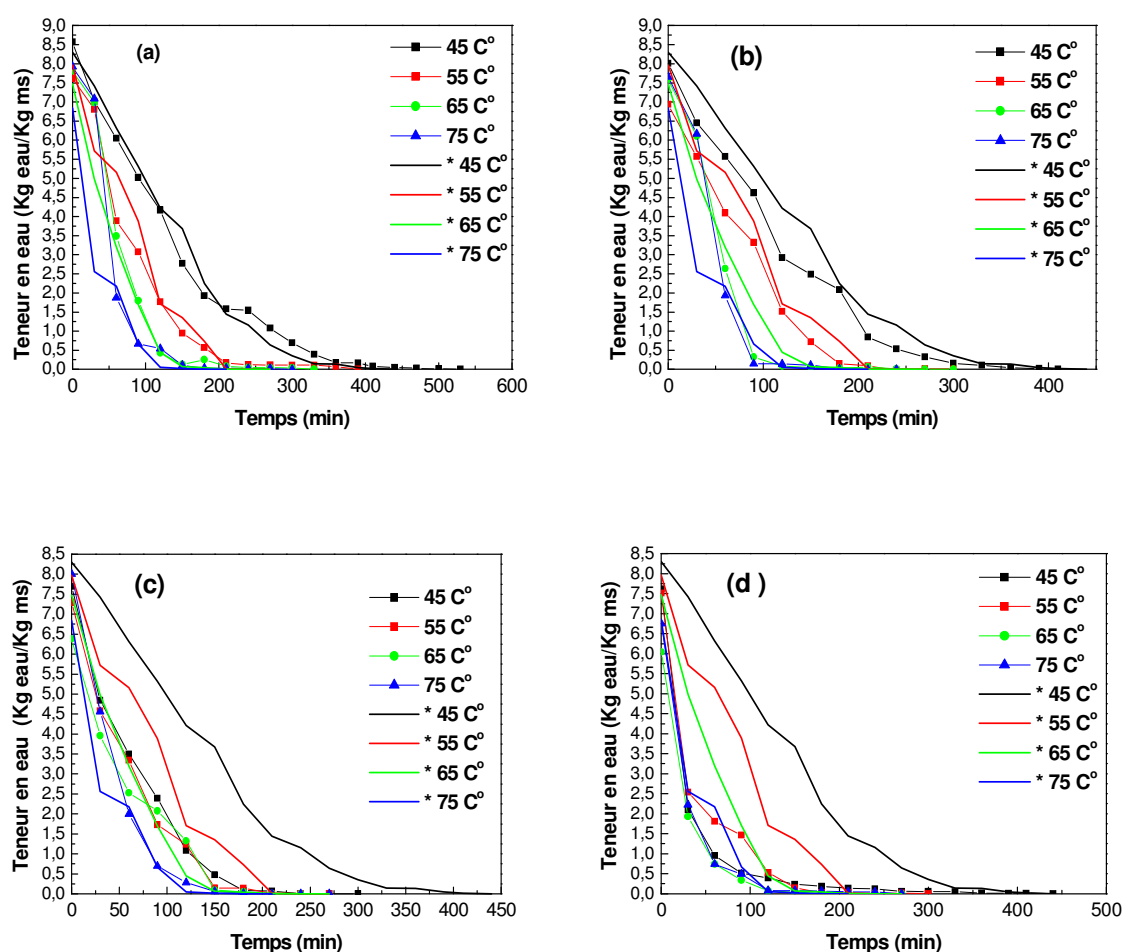 (a)
9,0
8,5
8,0
7,5
7,0
6,5
6,0
5,5
5,0
4,5
4,0
3,5
3,0
2,5
2,0
1,5
1,0
0,5
0,0
Teneur en eau (Kg eau/Kg ms)
45 C°
55 C°
65 C°
75 C°
* 45 C°
* 55 C°
* 65 C°
* 75 C°
0 100 200 300 400 500 600
Temps (min)
(b)
9,0
8,5
8,0
7,5
7,0
6,5
6,0
5,5
5,0
4,5
4,0
3,5
3,0
2,5
2,0
1,5
1,0
0,5
0,0
Teneur en eau (Kg eau/Kg ms)
45 C°
55 C°
65 C°
75 C°
* 45 C°
* 55 C°
* 65 C°
* 75 C°
0 100 200 300 400
Temps (min)
(c)
8,5
8,0
7,5
7,0
6,5
6,0
5,5
5,0
4,5
4,0
3,5
3,0
2,5
2,0
1,5
1,0
0,5
0,0
Teneur en eau (Kg eau/Kg ms)
45 C°
55 C°
65 C°
75 C°
* 45 C°
* 55 C°
* 65 C°
* 75 C°
0 50 100 150 200 250 300 350 400 450
Temps (min)
(d )
8,5
8,0
7,5
7,0
6,5
6,0
5,5
5,0
4,5
4,0
3,5
3,0
2,5
2,0
1,5
1,0
0,5
0,0
Teneur en eau (Kg eau/Kg ms)
45 C°
55 C°
65 C°
75 C°
* 45 C°
* 55 C°
* 65 C°
* 75 C°
0 100 200 300 400 500
Temps (min)